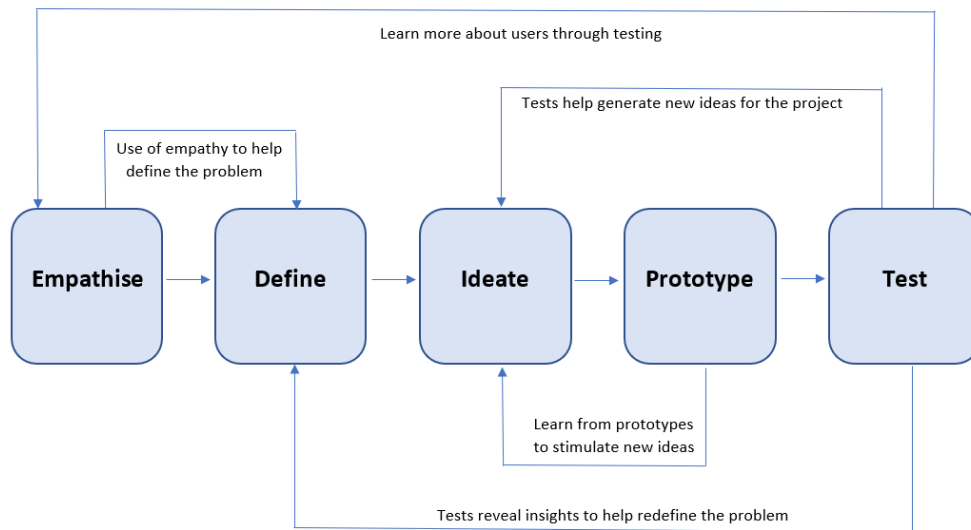 Learn more about users through testing
Tests help generate new ideas for the project
Use of empathy to help
define the problem
Empathise
Define
Ideate
Prototype
Test
Learn from prototypes
to stimulate new ideas
Tests reveal insights to help redefine the problem